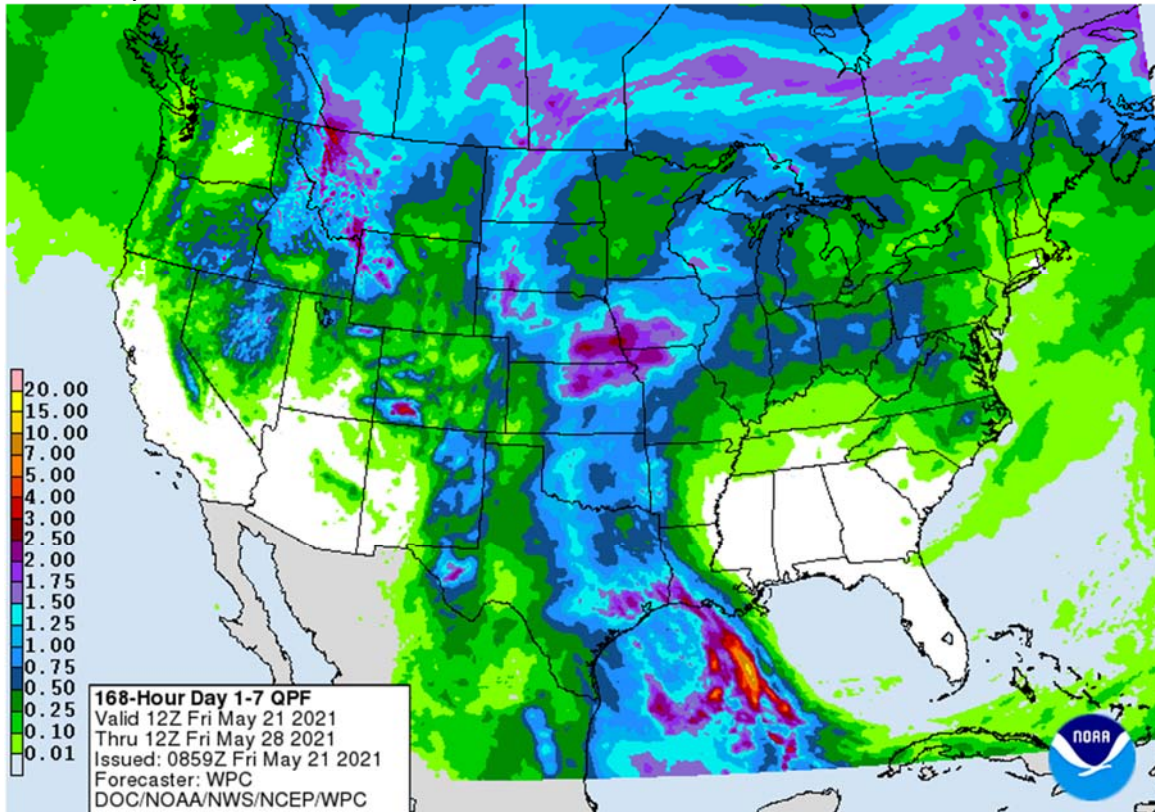 20.00
15.00
10.00
7.00
5.00
4.00
3.00
2.50
2.00
1.75
1.50
1.25
1.00
0.75
0.50
0.25
0.10
0.01
168-Hour Day 1-7 QPF
Valid 12Z Fri May 21 2021
Thru 12Z Fri May 28 2021
Issued: 0859Z Fri May 21 2021
Forecaster: WPC
DOC/NOAA/NWS/NCEP/WPC
NOAA